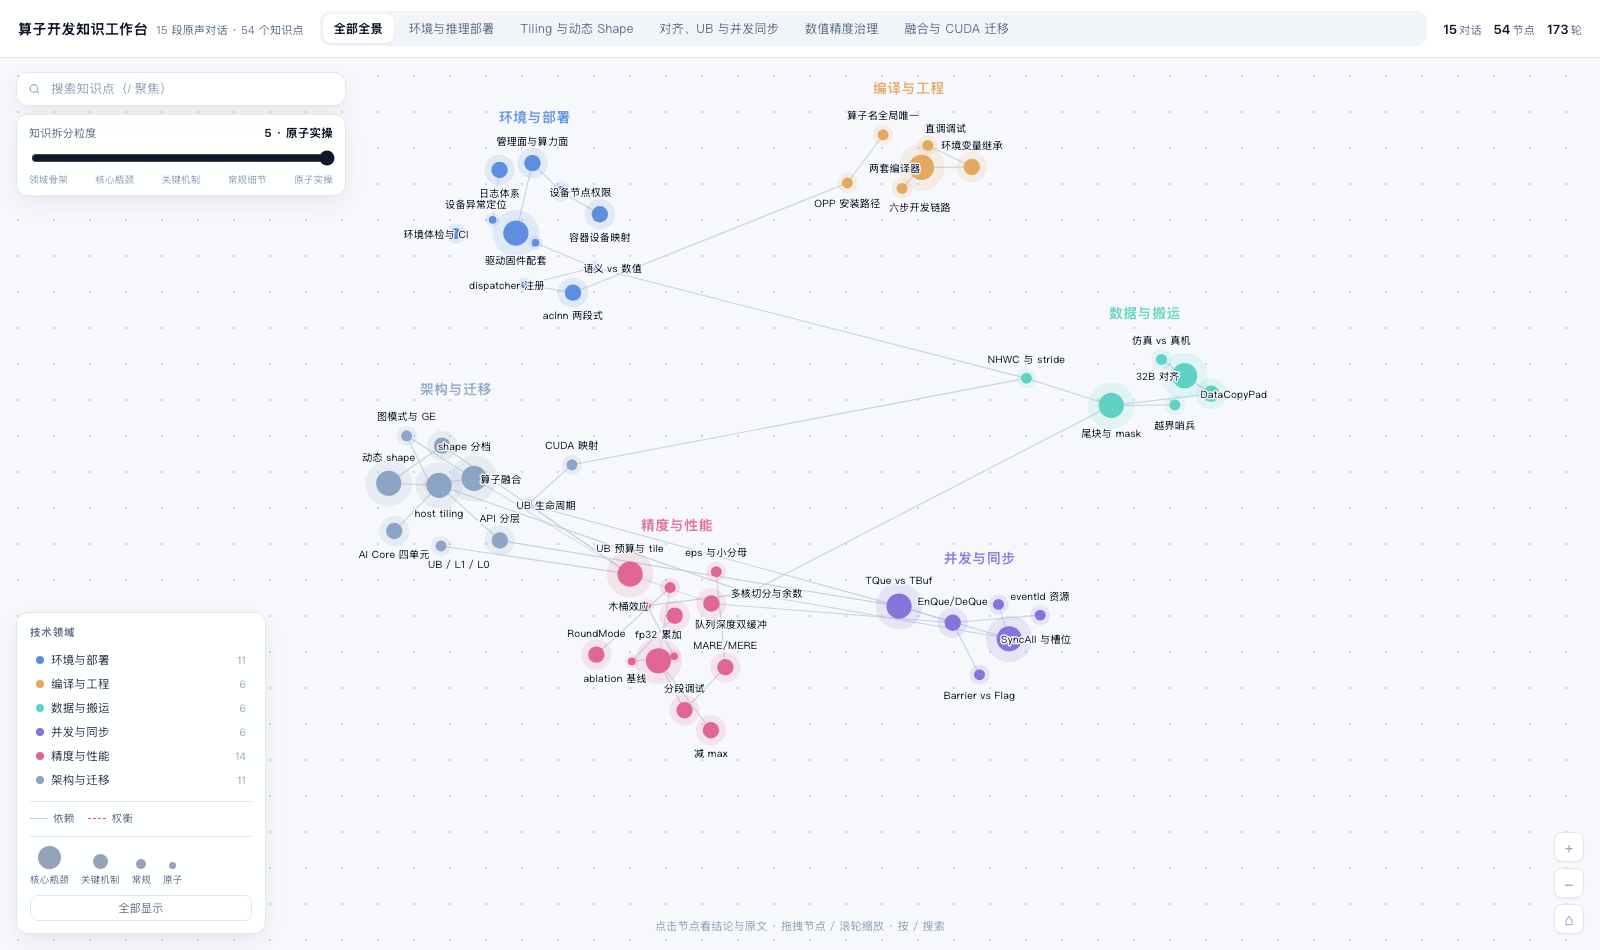 算子开发知识工作台 15 段原声对话 · 54 个知识点
全部全景 环境与推理部署 Tiling 与动态 Shape 对齐、UB 与并发同步 数值精度治理 融合与 CUDA 迁移
15 对话 54 节点 173 轮
搜索知识点（/ 聚焦）
知识拆分粒度 5 · 原子实操
领域骨架 核心瓶颈 关键机制 常规细节 原子实操
环境与部署
管理面与算力面
日志体系
设备节点权限
设备异常定位
环境体检与 CI
容器设备映射
驱动固件配套
语义 vs 数值
dispatcher 注册
aclnn 两段式
编译与工程
算子名全局唯一
直调调试
环境变量继承
两套编译器
OPP 安装路径
六步开发链路
数据与搬运
仿真 vs 真机
NHWC 与 stride
32B 对齐
DataCopyPad
尾块与 mask
越界哨兵
架构与迁移
图模式与 GE
shape 分档
CUDA 映射
动态 shape
算子融合
UB 生命周期
host tiling
API 分层
AI Core 四单元
UB / L1 / L0
精度与性能
UB 预算与 tile
eps 与小分母
多核切分与余数
木桶效应
队列深度双缓冲
RoundMode
fp32 累加
MARE/MERE
ablation 基线
分段调试
减 max
并发与同步
TQue vs TBuf
EnQue/DeQue
eventId 资源
SyncAll 与槽位
Barrier vs Flag
技术领域
环境与部署 11
编译与工程 6
数据与搬运 6
并发与同步 6
精度与性能 14
架构与迁移 11
依赖 权衡
核心瓶颈 关键机制 常规 原子
全部显示
点击节点看结论与原文 · 拖拽节点 / 滚轮缩放 · 按 / 搜索
+
−
⌂